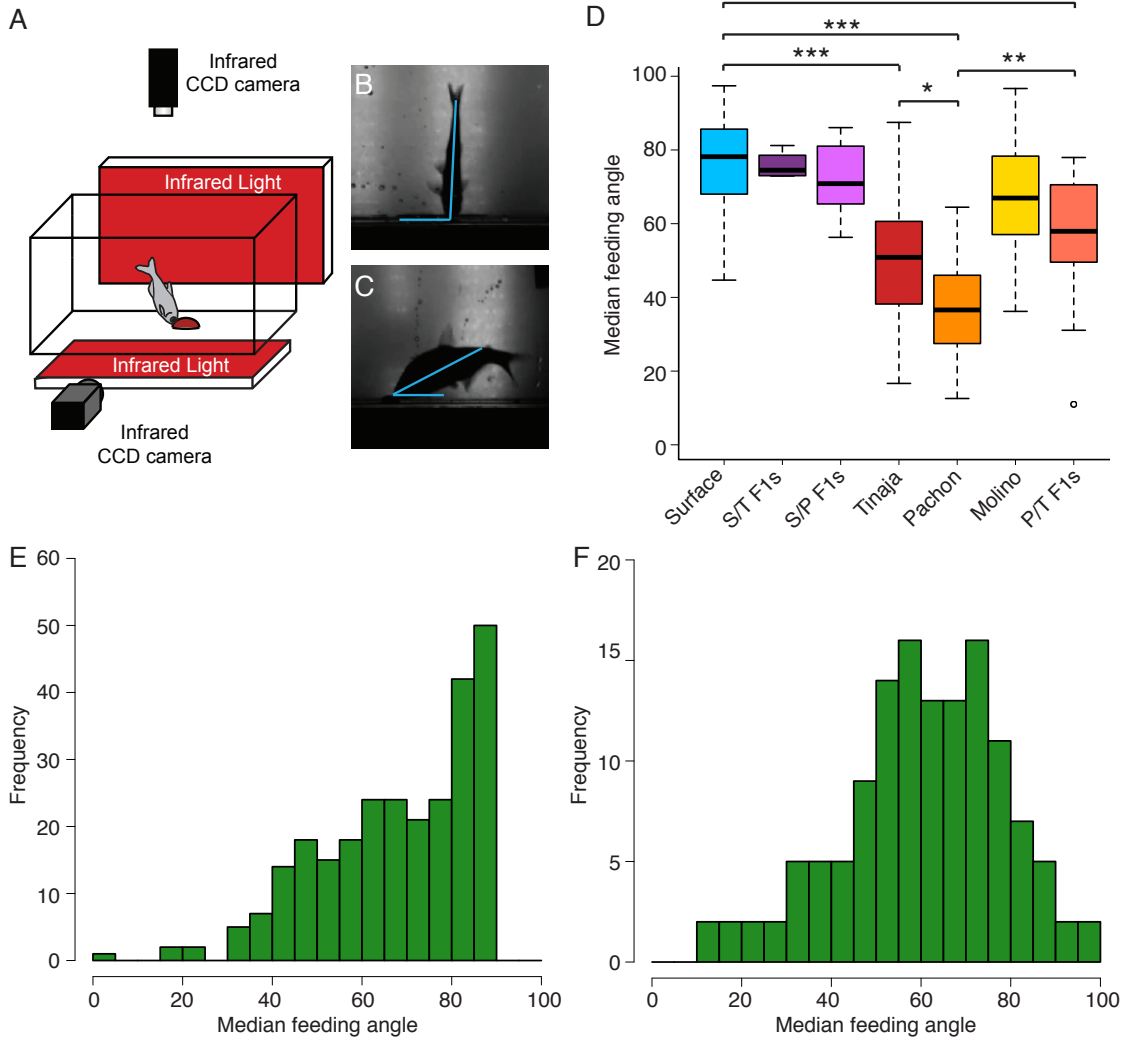 A
Infrared
CCD camera
Infrared Light
Infrared Light
Infrared
CCD camera
B
C
D
***
***
*
**
Median feeding angle
100
80
60
40
20
0
Surface
S/T F1s
S/P F1s
Tinaja
Pachon
Molino
P/T F1s
E
Frequency
60
50
40
30
20
10
0
0 20 40 60 80 100
Median feeding angle
F
Frequency
20
15
10
5
0
0 20 40 60 80 100
Median feeding angle